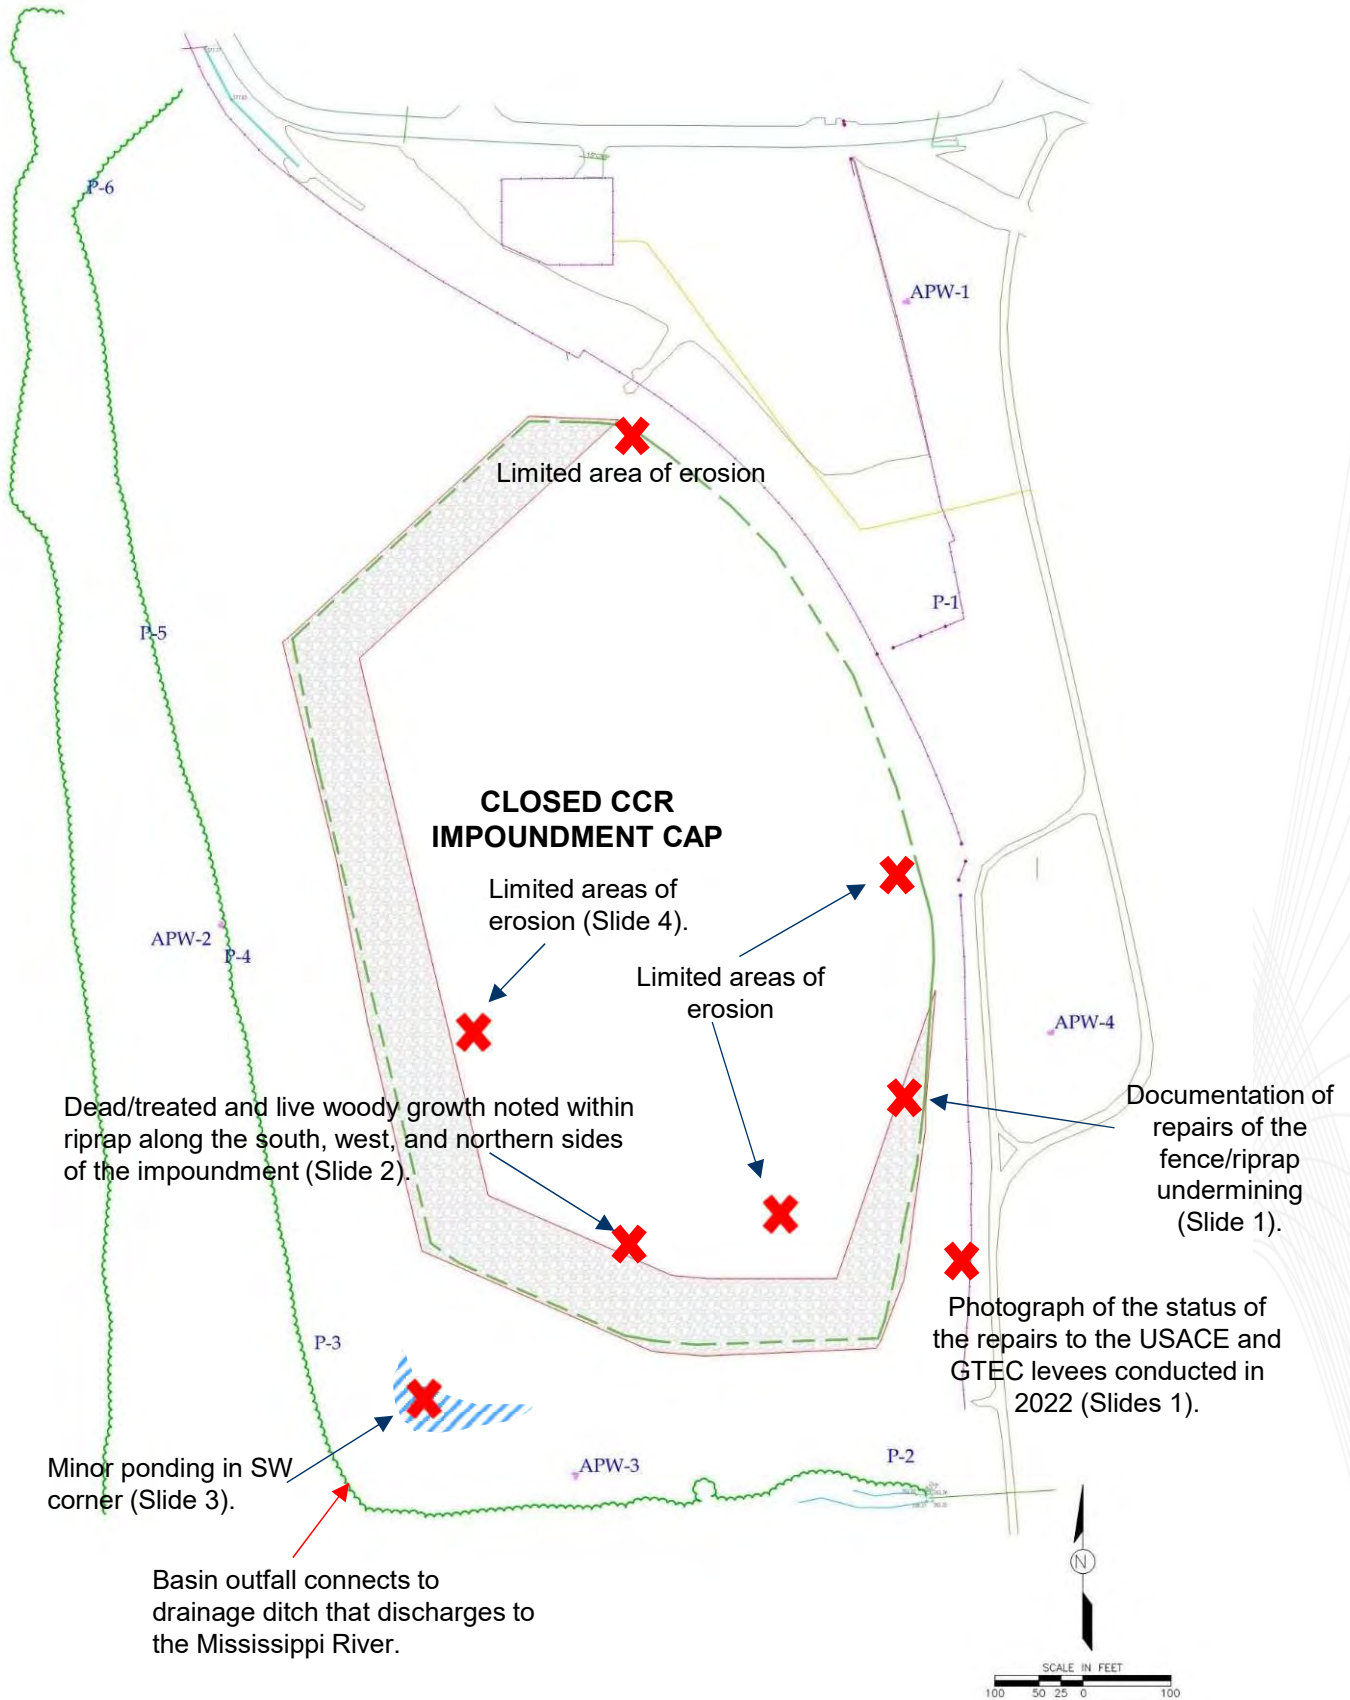 P-6
APW-1
Limited area of erosion
P-1
P-5
CLOSED CCR
IMPOUNDMENT CAP
Limited areas of
erosion (Slide 4).
APW-2
P-4
Limited areas of
erosion
APW-4
Dead/treated and live woody growth noted within
riprap along the south, west, and northern sides
of the impoundment (Slide 2).
Documentation of
repairs of the
fence/riprap
undermining
(Slide 1).
Photograph of the status of
the repairs to the USACE and
GTEC levees conducted in
2022 (Slides 1).
P-3
Minor ponding in SW
corner (Slide 3).
APW-3
P-2
Basin outfall connects to
drainage ditch that discharges to
the Mississippi River.
N
SCALE IN FEET
100 50 25 0 100